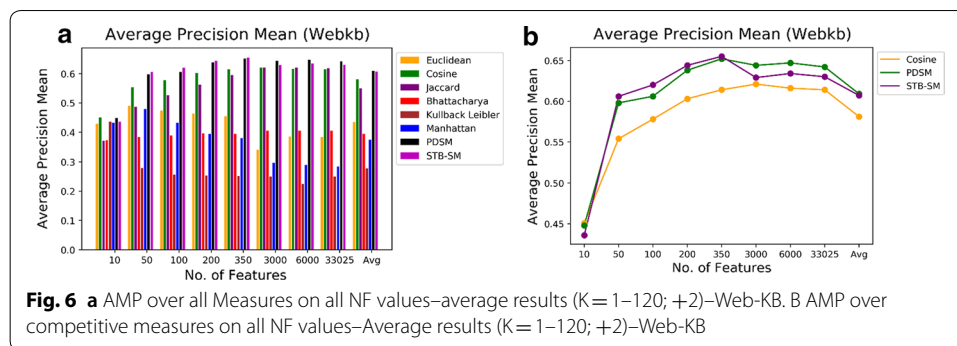 a
Average Precision Mean (Webkb)
Average Precision Mean
0.6
0.5
0.4
0.3
0.2
0.1
0.0
10 50 100 200 350 3000 6000 33025 Avg
No. of Features
Euclidean
Cosine
Jaccard
Bhattacharya
Kullback Leibler
Manhattan
PDSM
STB-SM
b
Average Precision Mean (Webkb)
Average Precision Mean
0.65
0.60
0.55
0.50
0.45
10 50 100 200 350 3000 6000 33025 Avg
No. of Features
Cosine
PDSM
STB-SM
Fig. 6 a AMP over all Measures on all NF values–average results (K = 1–120; +2)–Web-KB. B AMP over
competitive measures on all NF values–Average results (K = 1–120; +2)–Web-KB